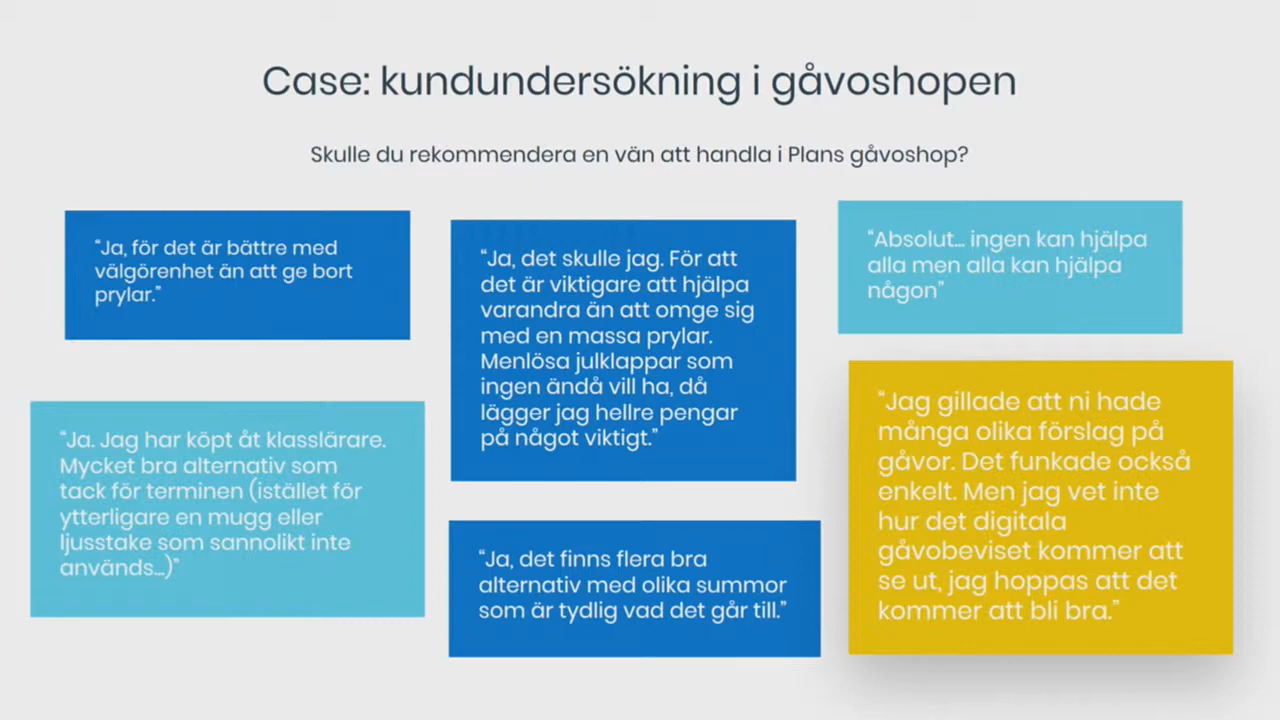 Case: kundundersökning i gåvoshopen
Skulle du rekommendera en vän att handla i Plans gåvoshop?
“Ja, för det är bättre med
välgörenhet än att ge bort
prylar.”
“Ja, det skulle jag. För att
det är viktigare att hjälpa
varandra än att omge sig
med en massa prylar.
Menlösa julklappar som
ingen ändå vill ha, då
lägger jag hellre pengar
på något viktigt.”
“Absolut... ingen kan hjälpa
alla men alla kan hjälpa
någon”
“Ja. Jag har köpt åt klasslärare.
Mycket bra alternativ som
tack för terminen (istället för
ytterligare en mugg eller
ljusstake som sannolikt inte
används...)”
“Ja, det finns flera bra
alternativ med olika summor
som är tydlig vad det går till.”
“Jag gillade att ni hade
många olika förslag på
gåvor. Det funkade också
enkelt. Men jag vet inte
hur det digitala
gåvobeviset kommer att
se ut, jag hoppas att det
kommer att bli bra.”